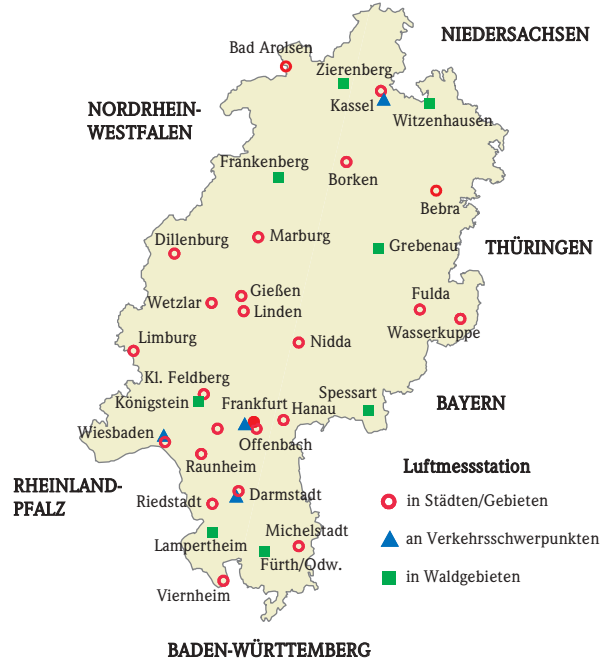 NIEDERSACHSEN
Bad Arolsen
Zierenberg
Kassel
NORDRHEIN-
WESTFALEN
Witzenhausen
Frankenberg
Borken
Bebra
Dillenburg
Marburg
Grebenau
THÜRINGEN
Wetzlar
Gießen
Linden
Fulda
Wasserkuppe
Limburg
Nidda
Kl. Feldberg
Königstein
Frankfurt
Hanau
Spessart
BAYERN
Wiesbaden
Offenbach
Raunheim
RHEINLAND-
PFALZ
Riedstadt
Darmstadt
Lampertheim
Michelstadt
Fürth/Odw.
Viernheim
BADEN-WÜRTTEMBERG
Luftmessstation
in Städten/Gebieten
an Verkehrsschwerpunkten
in Waldgebieten